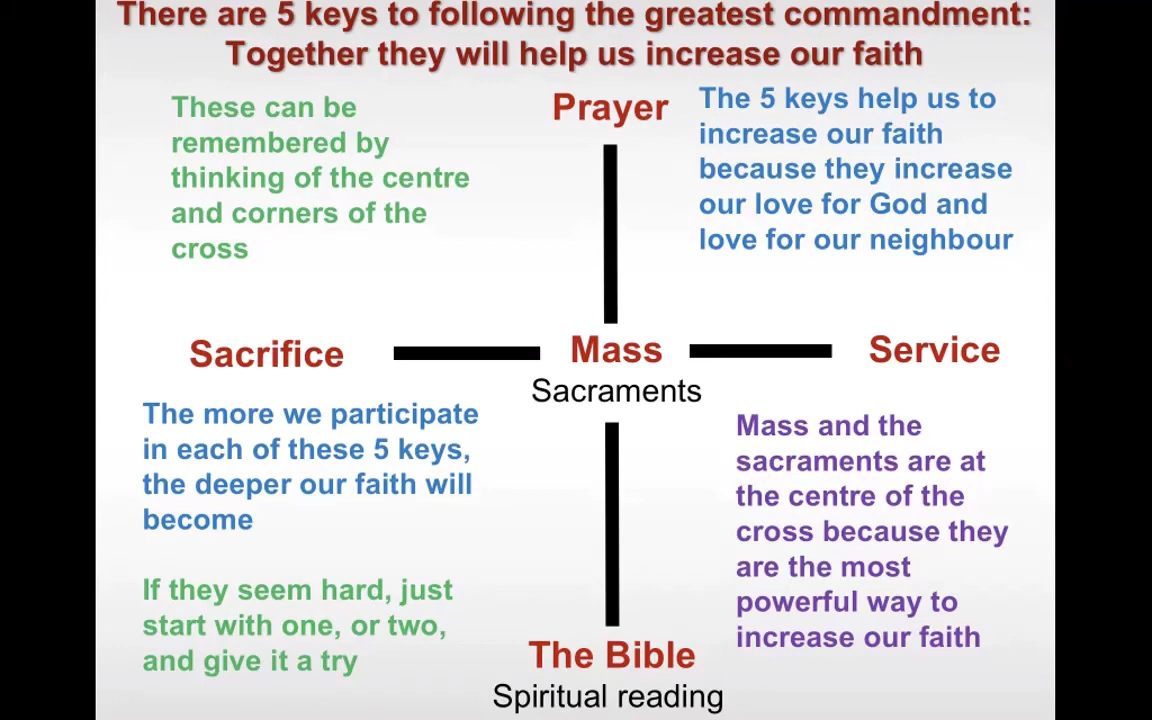 There are 5 keys to following the greatest commandment:
Together they will help us increase our faith
These can be
remembered by
thinking of the centre
and corners of the
cross
Prayer
The 5 keys help us to
increase our faith
because they increase
our love for God and
love for our neighbour
Sacrifice
Mass
Sacraments
Service
The more we participate
in each of these 5 keys,
the deeper our faith will
become
If they seem hard, just
start with one, or two,
and give it a try
Mass and the
sacraments are at
the centre of the
cross because they
are the most
powerful way to
increase our faith
The Bible
Spiritual reading